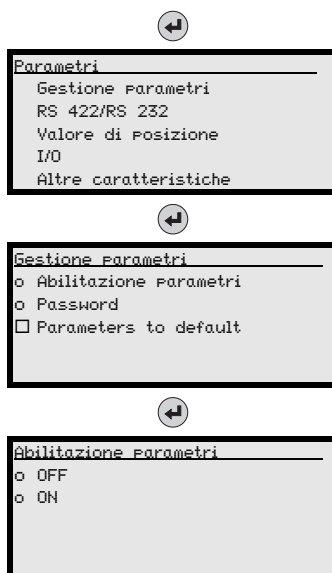 Parametri
Gestione parametri
RS 422/RS 232
Valore di posizione
I/O
Altre caratteristiche
Gestione parametri
o Abilitazione parametri
o Password
□ Parameters to default
Abilitazione parametri
o OFF
o ON